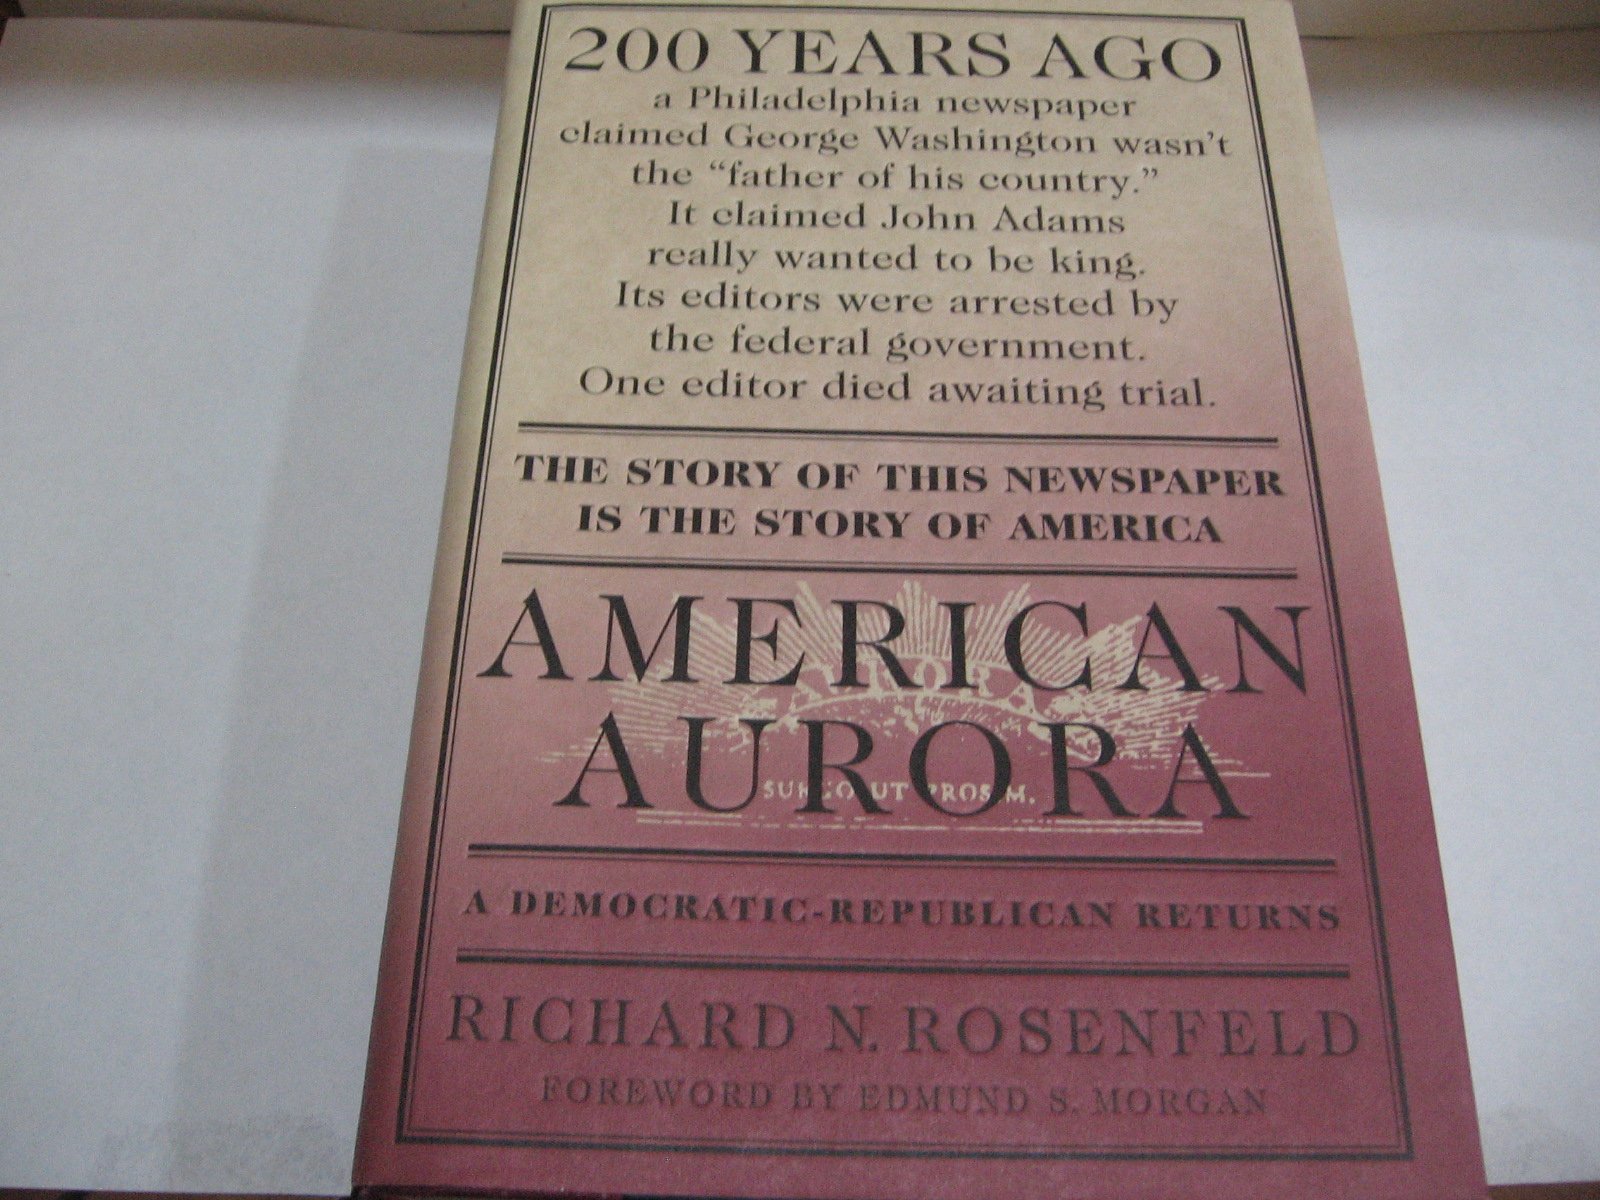 200 YEARS AGO
a Philadelphia newspaper
claimed George Washington wasn't
the "father of his country."
It claimed John Adams
really wanted to be king.
Its editors were arrested by
the federal government.
One editor died awaiting trial.
THE STORY OF THIS NEWSPAPER
IS THE STORY OF AMERICA
AMERICAN
AURORA
AURORA
UT
A DEMOCRATIC-REPUBLICAN RETURNS
RICHARD N. ROSENFELD
FOREWORD BY EDMUND S. MORGAN